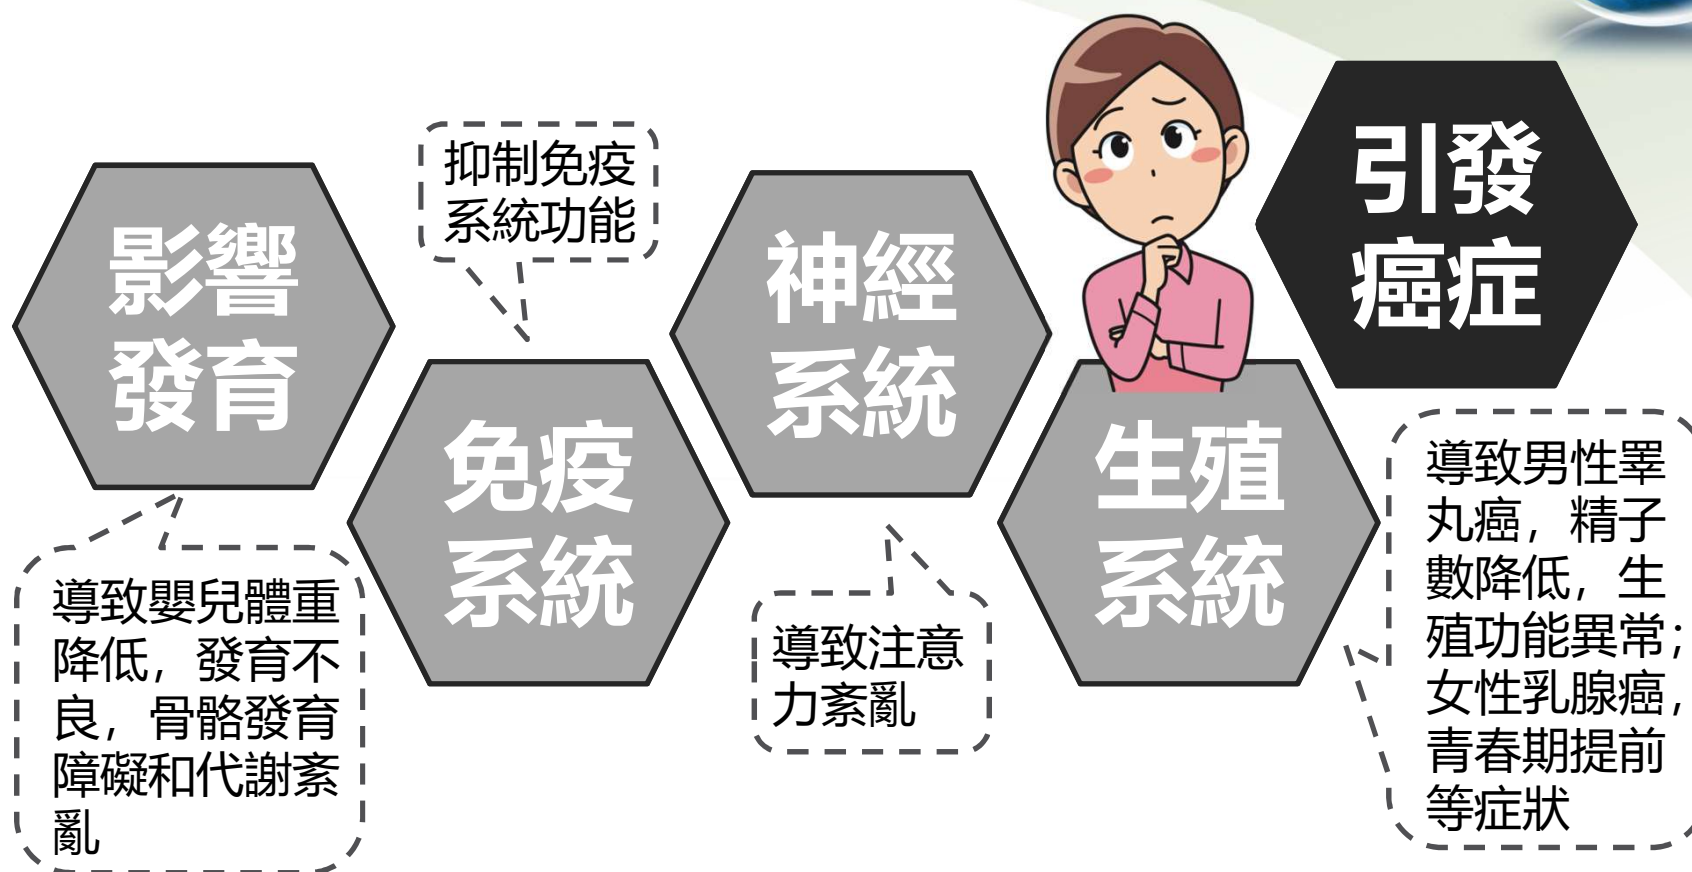 影響
發育
導致嬰兒體重
降低，發育不
良，骨骼發育
障礙和代謝紊
亂
抑制免疫
系統功能
免疫
系統
神經
系統
導致注意
力紊亂
生殖
系統
導致男性睪
丸癌，精子
數降低，生
殖功能異常；
女性乳腺癌，
青春期提前
等症狀
引發
癌症